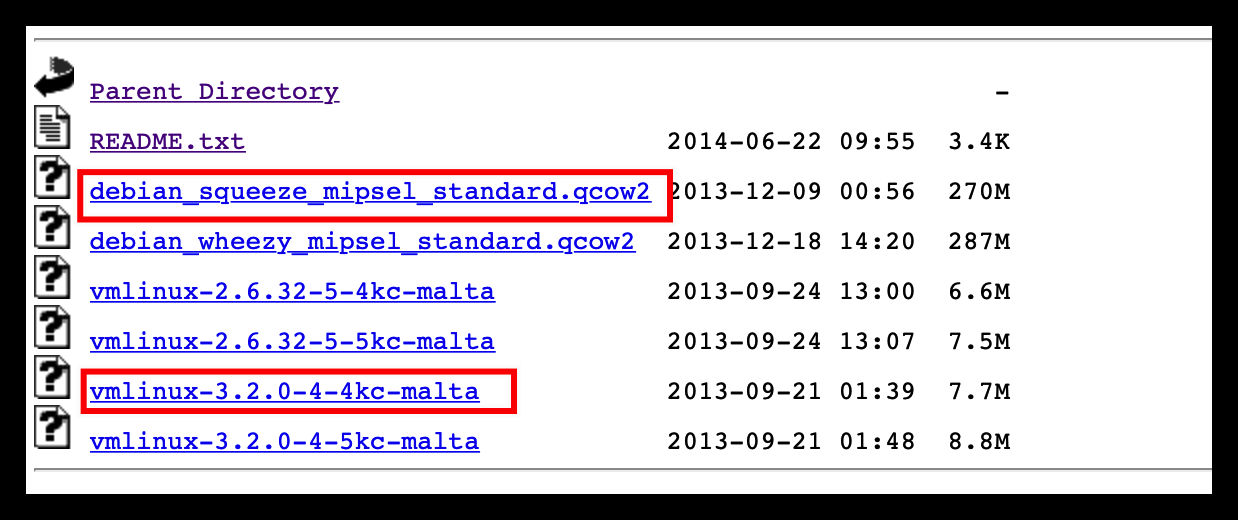 Parent Directory -
README.txt 2014-06-22 09:55 3.4K
debian_squeeze_mipsel_standard.qcow2 2013-12-09 00:56 270M
debian_wheezy_mipsel_standard.qcow2 2013-12-18 14:20 287M
vmlinux-2.6.32-5-4kc-malta 2013-09-24 13:00 6.6M
vmlinux-2.6.32-5-5kc-malta 2013-09-24 13:07 7.5M
vmlinux-3.2.0-4-4kc-malta 2013-09-21 01:39 7.7M
vmlinux-3.2.0-4-5kc-malta 2013-09-21 01:48 8.8M